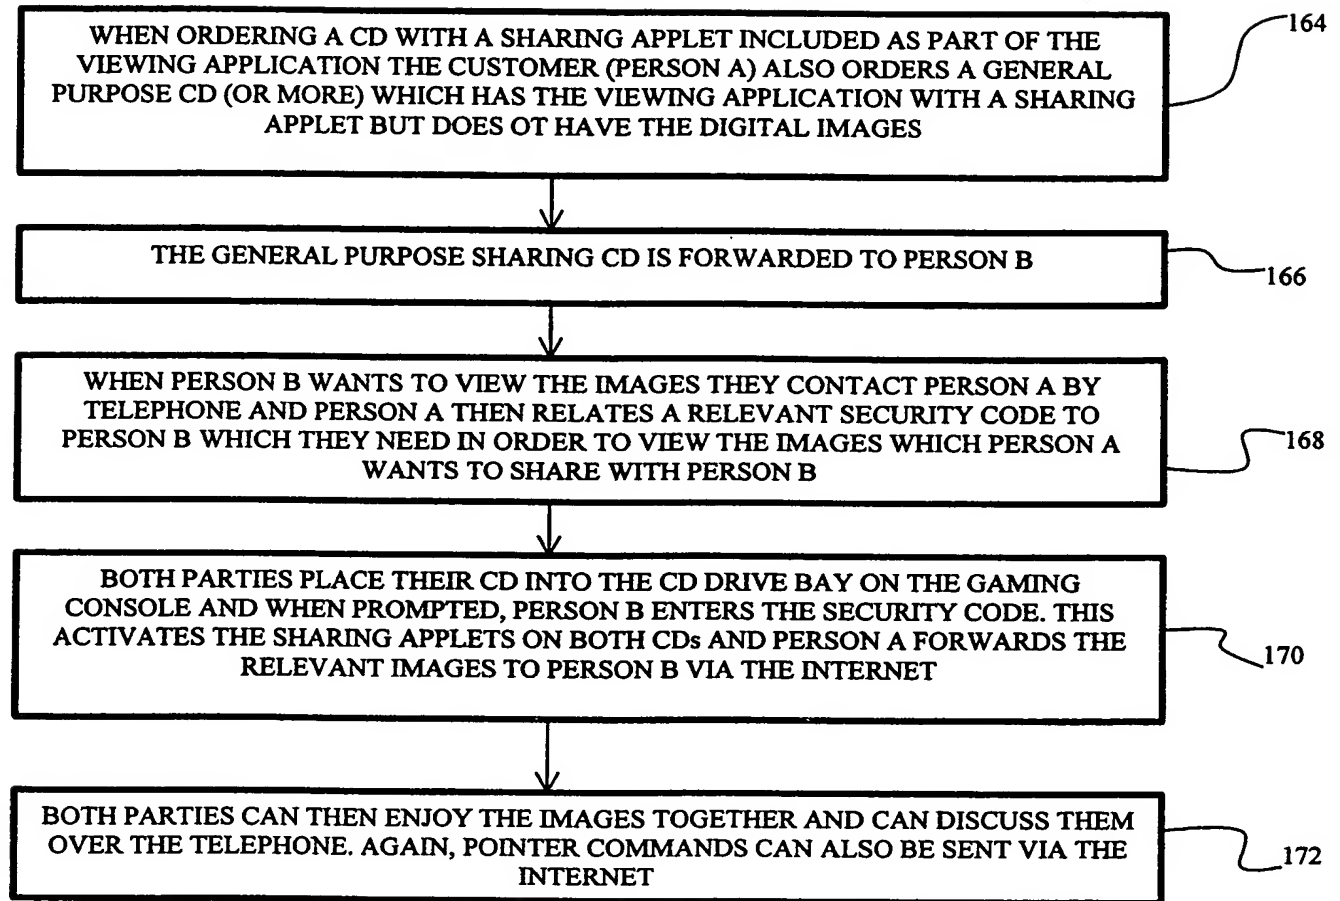 WHEN ORDERING A CD WITH A SHARING APPLET INCLUDED AS PART OF THE
VIEWING APPLICATION THE CUSTOMER (PERSON A) ALSO ORDERS A GENERAL
PURPOSE CD (OR MORE) WHICH HAS THE VIEWING APPLICATION WITH A SHARING
APPLET BUT DOES OT HAVE THE DIGITAL IMAGES
164
THE GENERAL PURPOSE SHARING CD IS FORWARDED TO PERSON B
166
WHEN PERSON B WANTS TO VIEW THE IMAGES THEY CONTACT PERSON A BY
TELEPHONE AND PERSON A THEN RELATES A RELEVANT SECURITY CODE TO
PERSON B WHICH THEY NEED IN ORDER TO VIEW THE IMAGES WHICH PERSON A
WANTS TO SHARE WITH PERSON B
168
BOTH PARTIES PLACE THEIR CD INTO THE CD DRIVE BAY ON THE GAMING
CONSOLE AND WHEN PROMPTED, PERSON B ENTERS THE SECURITY CODE. THIS
ACTIVATES THE SHARING APPLETS ON BOTH CDs AND PERSON A FORWARDS THE
RELEVANT IMAGES TO PERSON B VIA THE INTERNET
170
BOTH PARTIES CAN THEN ENJOY THE IMAGES TOGETHER AND CAN DISCUSS THEM
OVER THE TELEPHONE. AGAIN, POINTER COMMANDS CAN ALSO BE SENT VIA THE
INTERNET
172